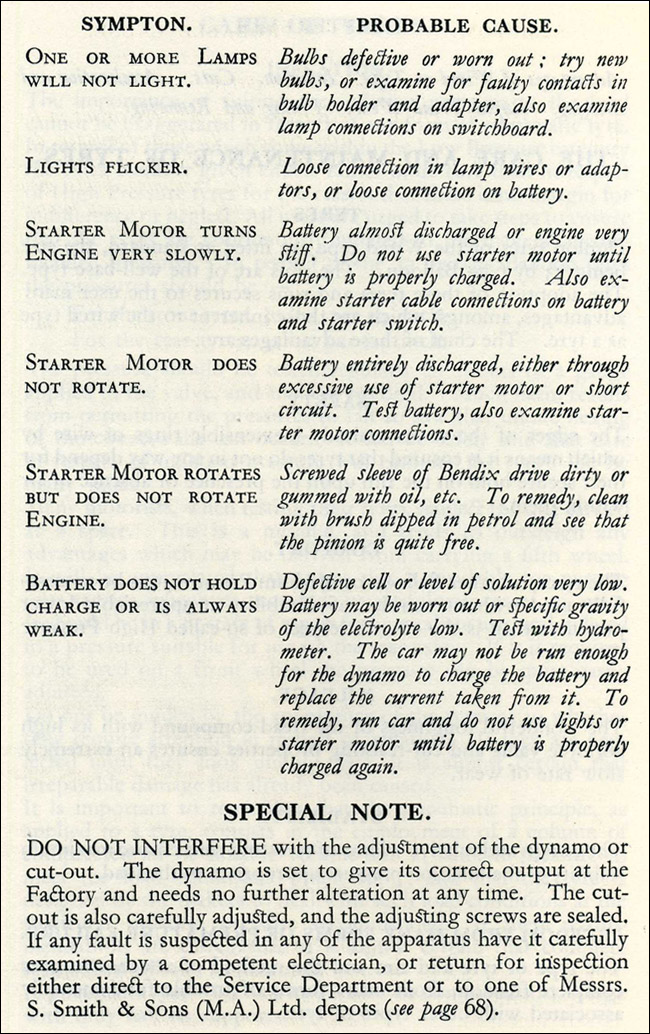 SYMPTON. PROBABLE CAUSE.
ONE OR MORE LAMPS
WILL NOT LIGHT.
Bulbs defective or worn out ; try new
bulbs, or examine for faulty contacts in
bulb holder and adapter, also examine
lamp connections on switchboard.
LIGHTS FLICKER.
Loose connection in lamp wires or adap-
tors, or loose connection on battery.
STARTER MOTOR TURNS
ENGINE VERY SLOWLY.
Battery almost discharged or engine very
stiff. Do not use starter motor until
battery is properly charged. Also ex-
amine starter cable connections on battery
and starter switch.
STARTER MOTOR DOES
NOT ROTATE.
Battery entirely discharged, either through
excessive use of starter motor or short
circuit. Test battery, also examine star-
ter motor connections.
STARTER MOTOR ROTATES
BUT DOES NOT ROTATE
ENGINE.
Screwed sleeve of Bendix drive dirty or
gummed with oil, etc. To remedy, clean
with brush dipped in petrol and see that
the pinion is quite free.
BATTERY DOES NOT HOLD
CHARGE OR IS ALWAYS
WEAK.
Defective cell or level of solution very low.
Battery may be worn out or specific gravity
of the electrolyte low. Test with hydro-
meter. The car may not be run enough
for the dynamo to charge the battery and
replace the current taken from it. To
remedy, run car and do not use lights or
starter motor until battery is properly
charged again.
SPECIAL NOTE.
DO NOT INTERFERE with the adjustment of the dynamo or
cut-out. The dynamo is set to give its correct output at the
Factory and needs no further alteration at any time. The cut-
out is also carefully adjusted, and the adjusting screws are sealed.
If any fault is suspected in any of the apparatus have it carefully
examined by a competent electrician, or return for inspection
either direct to the Service Department or to one of Messrs.
S. Smith & Sons (M.A.) Ltd. depots (see page 68).